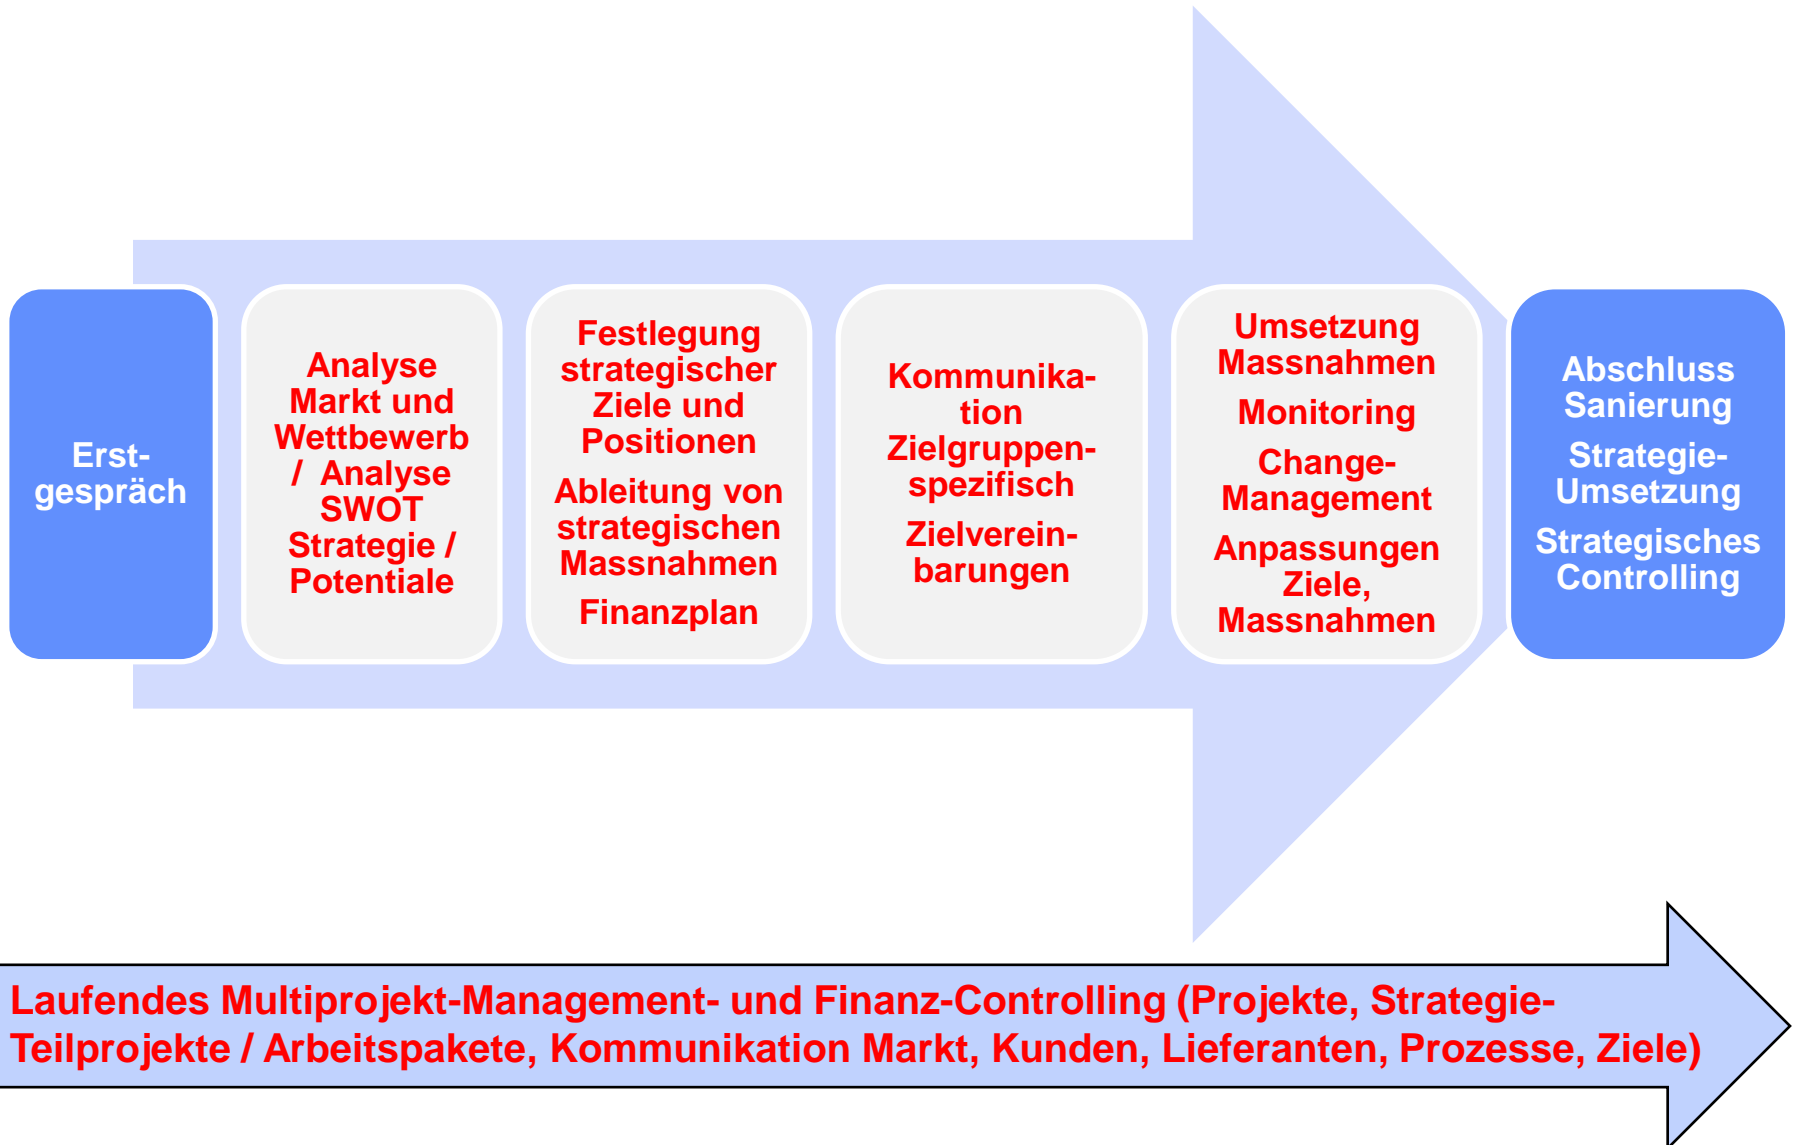 Erst-
gespräch
Analyse
Markt und
Wettbewerb
/ Analyse
SWOT
Strategie /
Potentiale
Festlegung
strategischer
Ziele und
Positionen
Ableitung von
strategischen
Massnahmen
Finanzplan
Kommunika-
tion
Zielgruppen-
spezifisch
Zielverein-
barungen
Umsetzung
Massnahmen
Monitoring
Change-
Management
Anpassungen
Ziele,
Massnahmen
Abschluss
Sanierung
Strategie-
Umsetzung
Strategisches
Controlling
Laufendes Multiprojekt-Management- und Finanz-Controlling (Projekte, Strategie-
Teilprojekte / Arbeitspakete, Kommunikation Markt, Kunden, Lieferanten, Prozesse, Ziele)